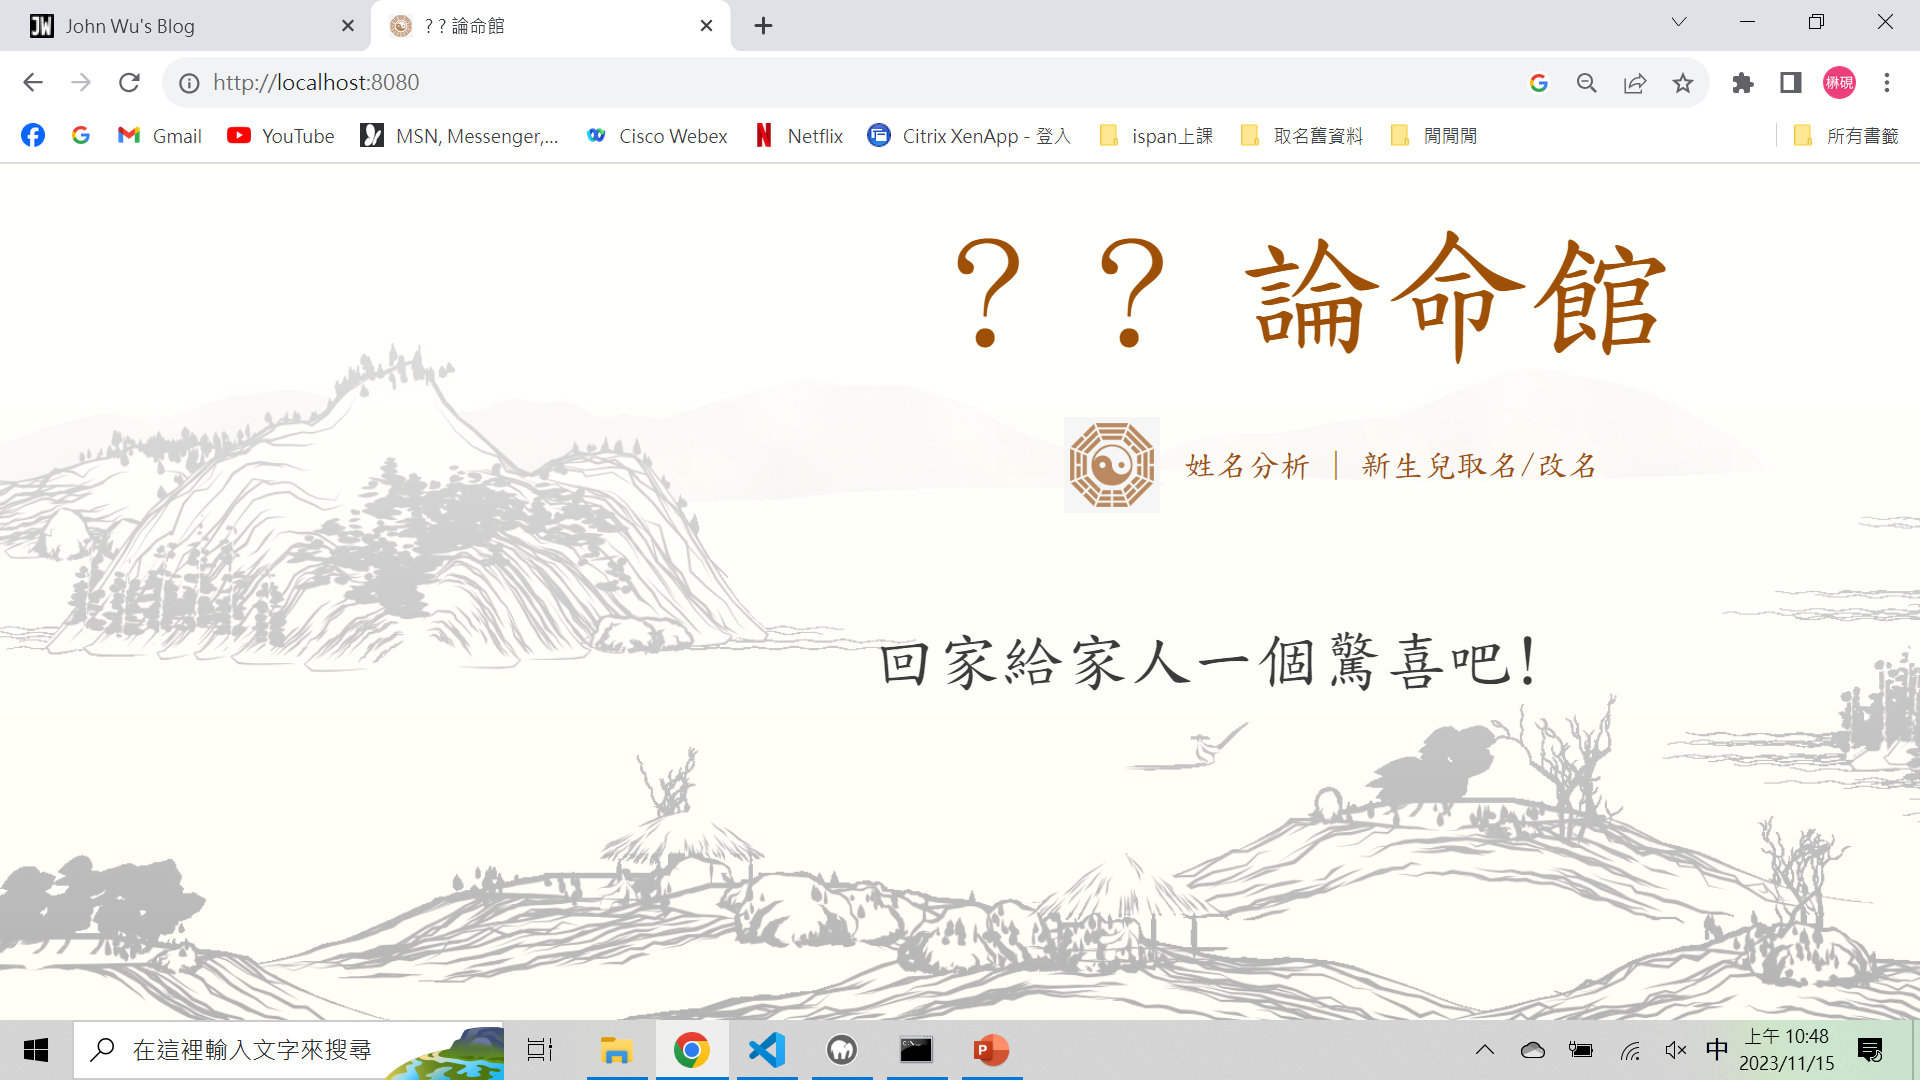 John Wu's Blog
? ? 論命館
http://localhost:8080
楙硯
Gmail
YouTube
MSN, Messenger,...
Cisco Webex
Netflix
Citrix XenApp - 登入
ispan上課
取名舊資料
閒閒閒
所有書籤
? ? 論命館
姓名分析 | 新生兒取名/改名
回家給家人一個驚喜吧!
在這裡輸入文字來搜尋
中
上午 10:48
2023/11/15